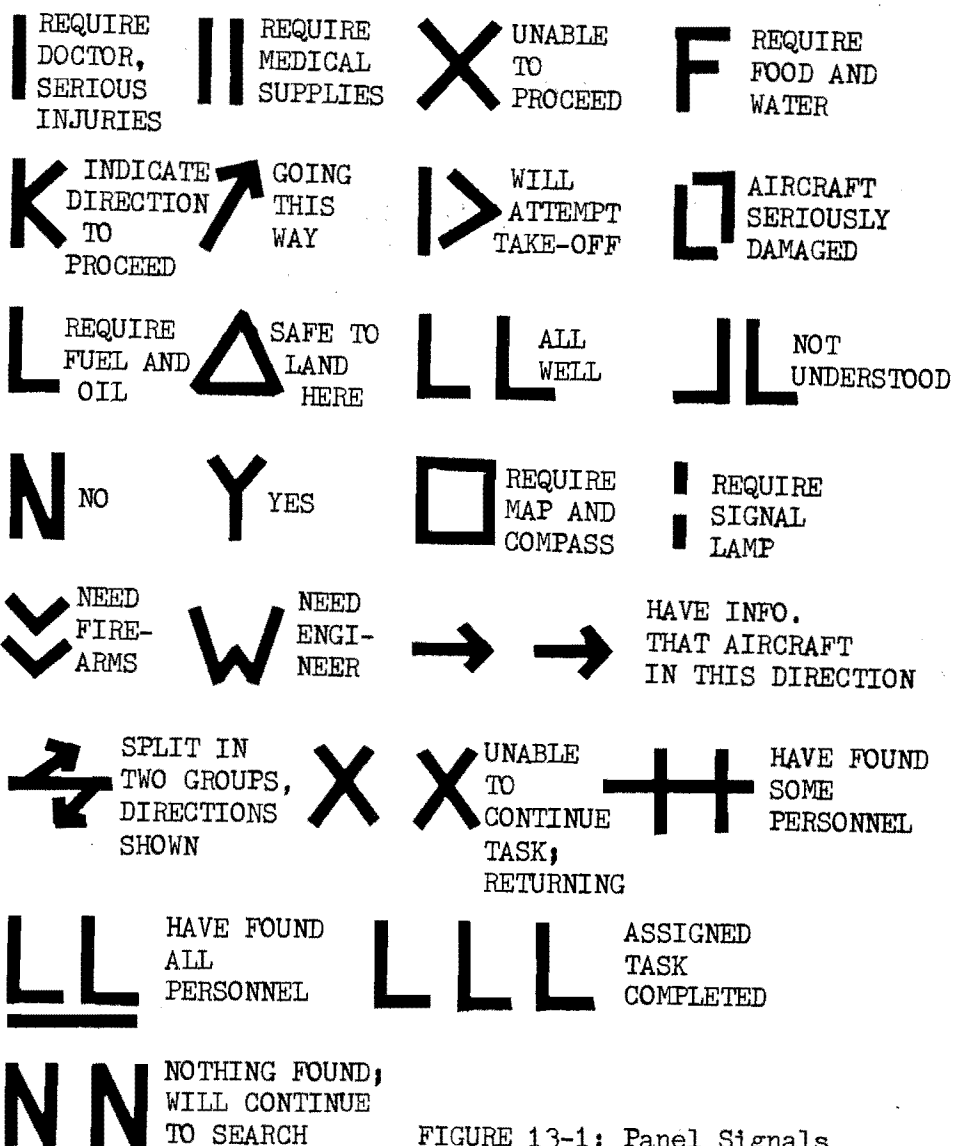 REQUIRE
DOCTOR,
SERIOUS
INJURIES
REQUIRE
MEDICAL
SUPPLIES
UNABLE
TO
PROCEED
F
REQUIRE
FOOD AND
WATER
K
INDICATE
DIRECTION
TO
PROCEED
GOING
THIS
WAY
WILL
ATTEMPT
TAKE-OFF
AIRCRAFT
SERIOUSLY
DAMAGED
L
REQUIRE
FUEL AND
OIL
SAFE TO
LAND
HERE
L L
ALL
WELL
NOT
UNDERSTOOD
N
NO
Y
YES
REQUIRE
MAP AND
COMPASS
REQUIRE
SIGNAL
LAMP
NEED
FIRE-
ARMS
W
NEED
ENGI-
NEER
HAVE INFO.
THAT AIRCRAFT
IN THIS DIRECTION
SPLIT IN
TWO GROUPS,
DIRECTIONS
SHOWN
X X
UNABLE
TO
CONTINUE
TASK;
RETURNING
HAVE FOUND
SOME
PERSONNEL
L L
HAVE FOUND
ALL
PERSONNEL
L L L
ASSIGNED
TASK
COMPLETED
N N
NOTHING FOUND;
WILL CONTINUE
TO SEARCH
FIGURE 13-1: Panel Signals